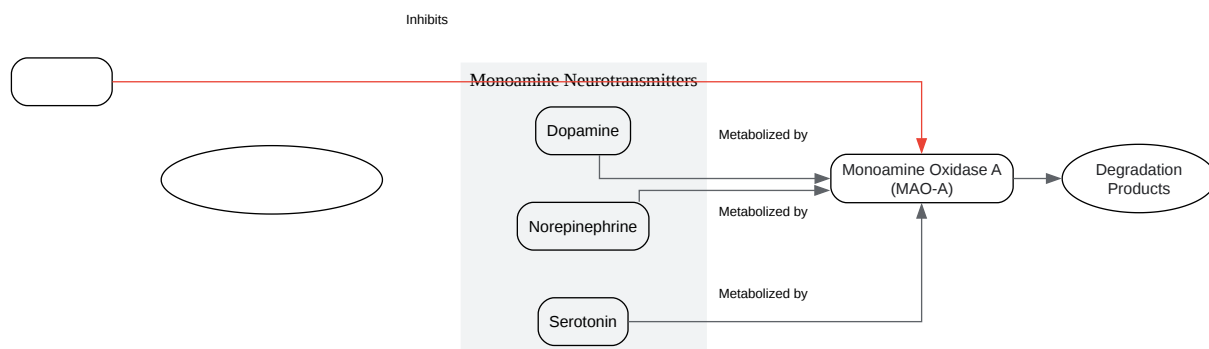 Inhibits
Monoamine Neurotransmitters
Dopamine
Metabolized by
Monoamine Oxidase A
(MAO-A)
Degradation
Products
Norepinephrine
Metabolized by
Serotonin
Metabolized by